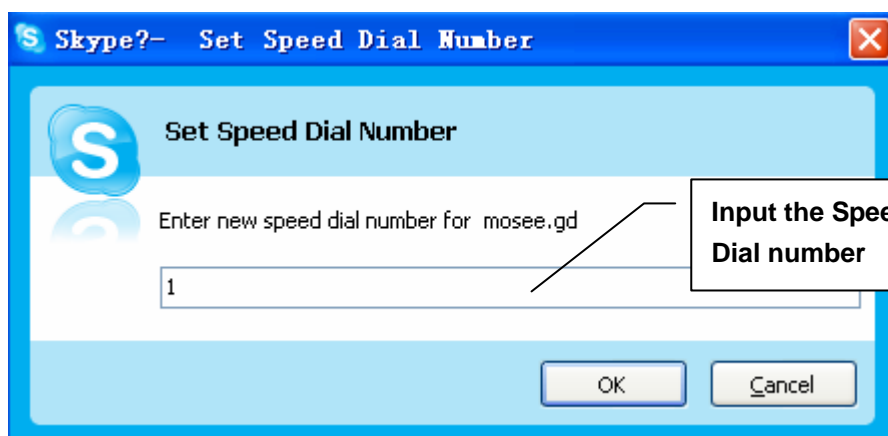 Skype?- Set Speed Dial Number
Set Speed Dial Number
Enter new speed dial number for mosee.gd
Input the Spee
Dial number
1
OK
Cancel